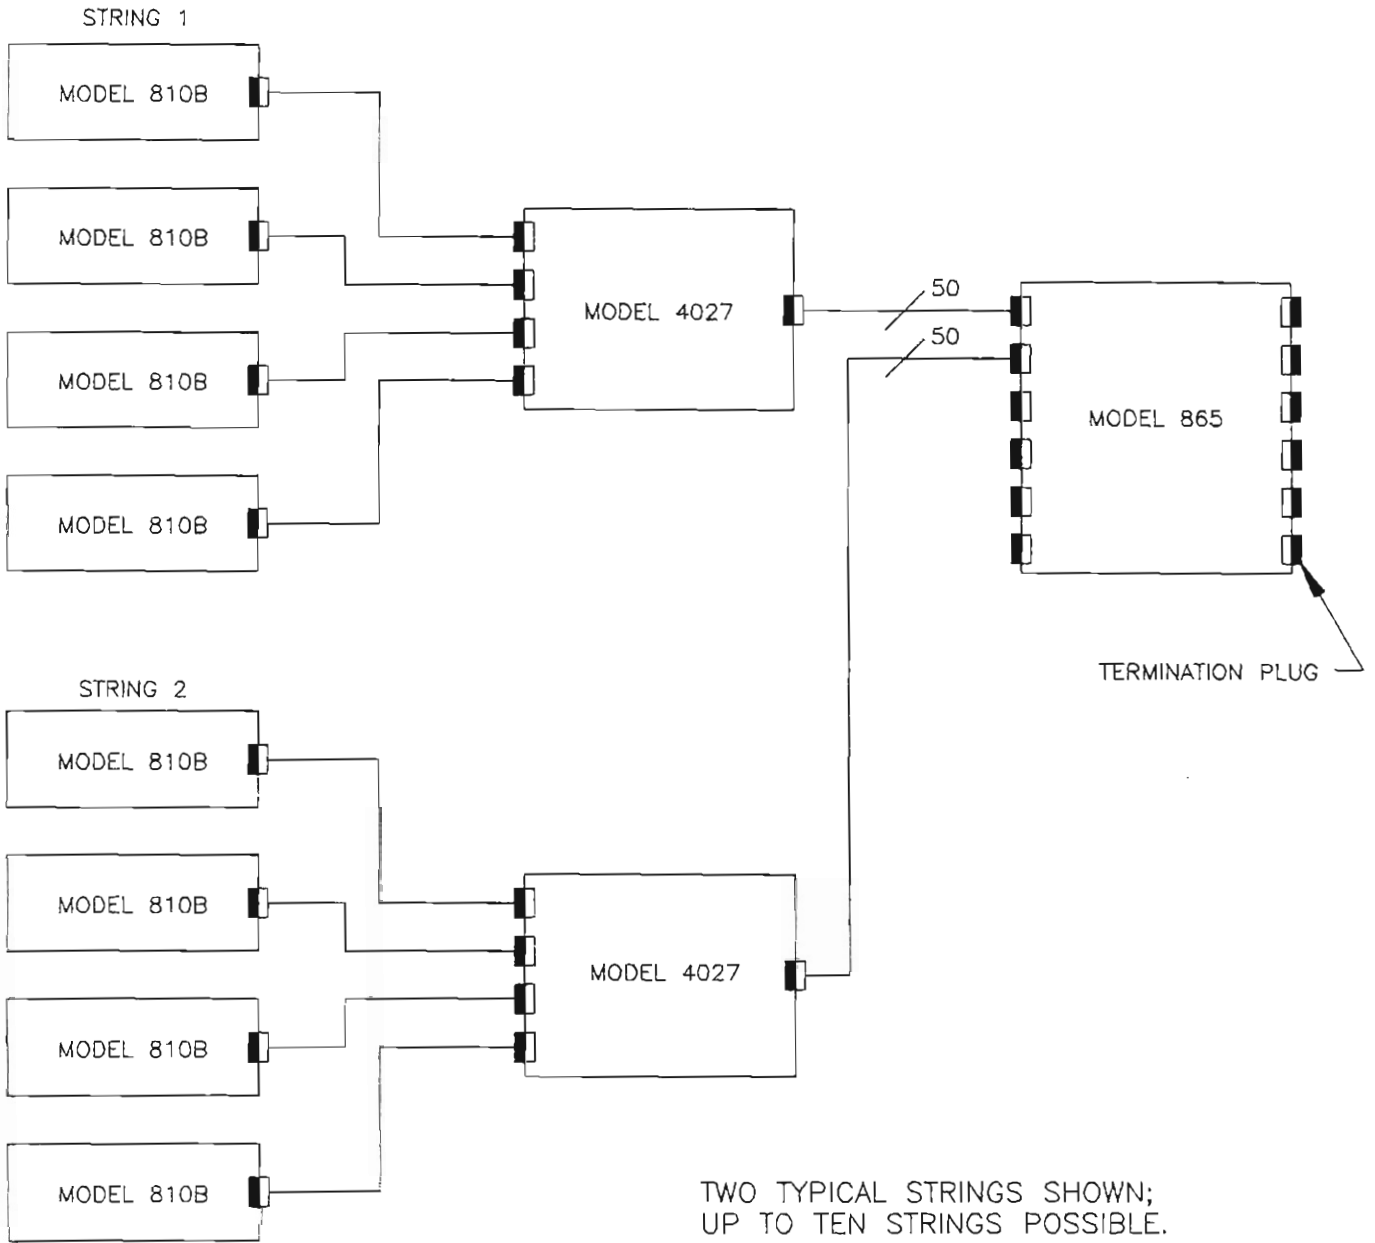 STRING 1
MODEL 810B
MODEL 810B
MODEL 810B
MODEL 810B
MODEL 4027
50
50
MODEL 865
TERMINATION PLUG
STRING 2
MODEL 810B
MODEL 810B
MODEL 810B
MODEL 810B
MODEL 4027
TWO TYPICAL STRINGS SHOWN;
UP TO TEN STRINGS POSSIBLE.